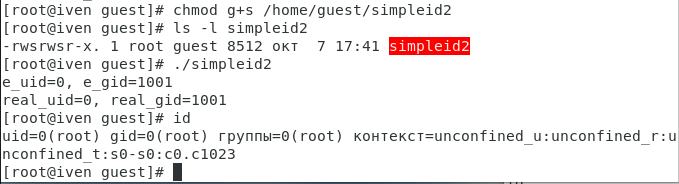 [root@iven guest]# chmod g+s /home/guest/simpleid2
[root@iven guest]# ls -l simpleid2
-rwsrwsr-x. 1 root guest 8512 окт  7 17:41 simpleid2
[root@iven guest]# ./simpleid2
e_uid=0, e_gid=1001
real_uid=0, real_gid=1001
[root@iven guest]# id
uid=0(root) gid=0(root) группы=0(root) контекст=unconfined_u:unconfined_r:u
nconfined_t:s0-s0:c0.c1023
[root@iven guest]#